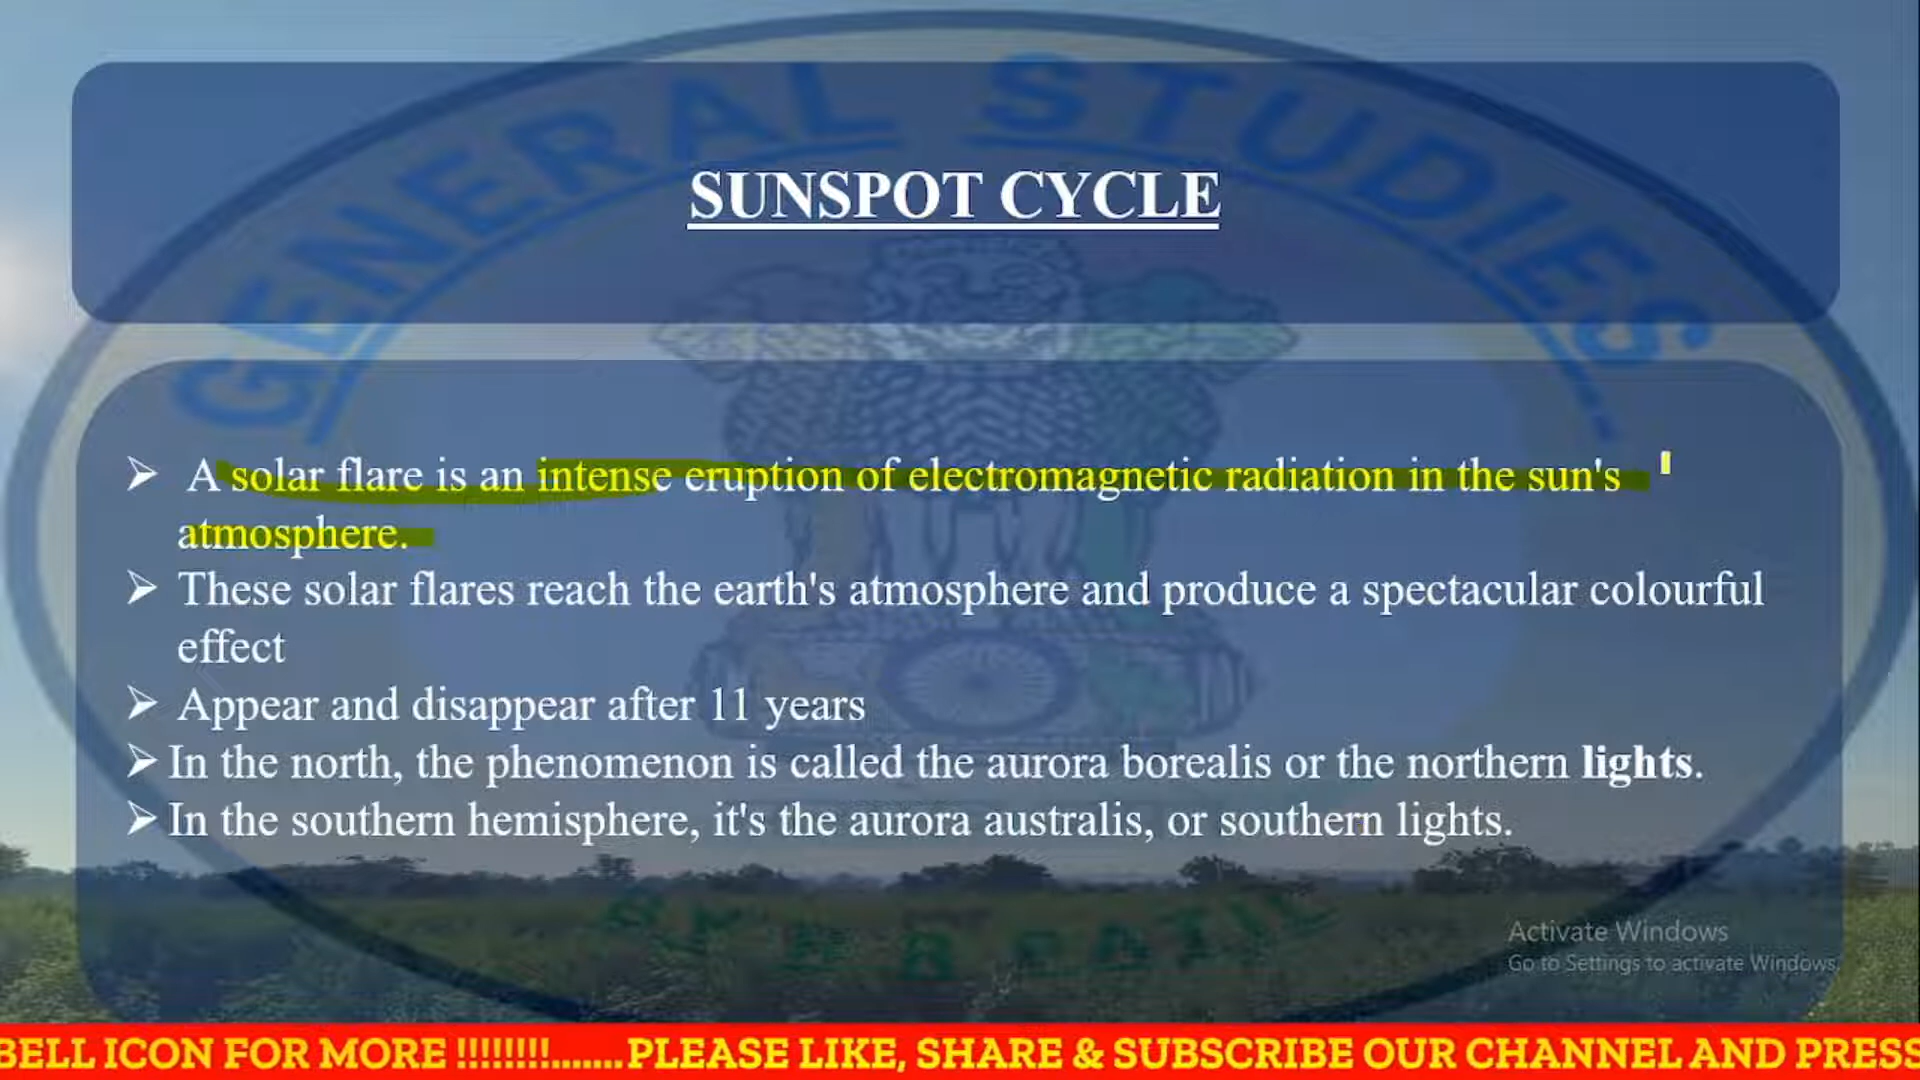 GENERAL STUDIES
SUNSPOT CYCLE
➢ A solar flare is an intense eruption of electromagnetic radiation in the sun's
atmosphere.
➢ These solar flares reach the earth's atmosphere and produce a spectacular colourful
effect
➢ Appear and disappear after 11 years
➢ In the north, the phenomenon is called the aurora borealis or the northern lights.
➢ In the southern hemisphere, it's the aurora australis, or southern lights.
Activate Windows
Go to Settings to activate Windows.
BELL ICON FOR MORE !!!!!!!!.......PLEASE LIKE, SHARE & SUBSCRIBE OUR CHANNEL AND PRESS